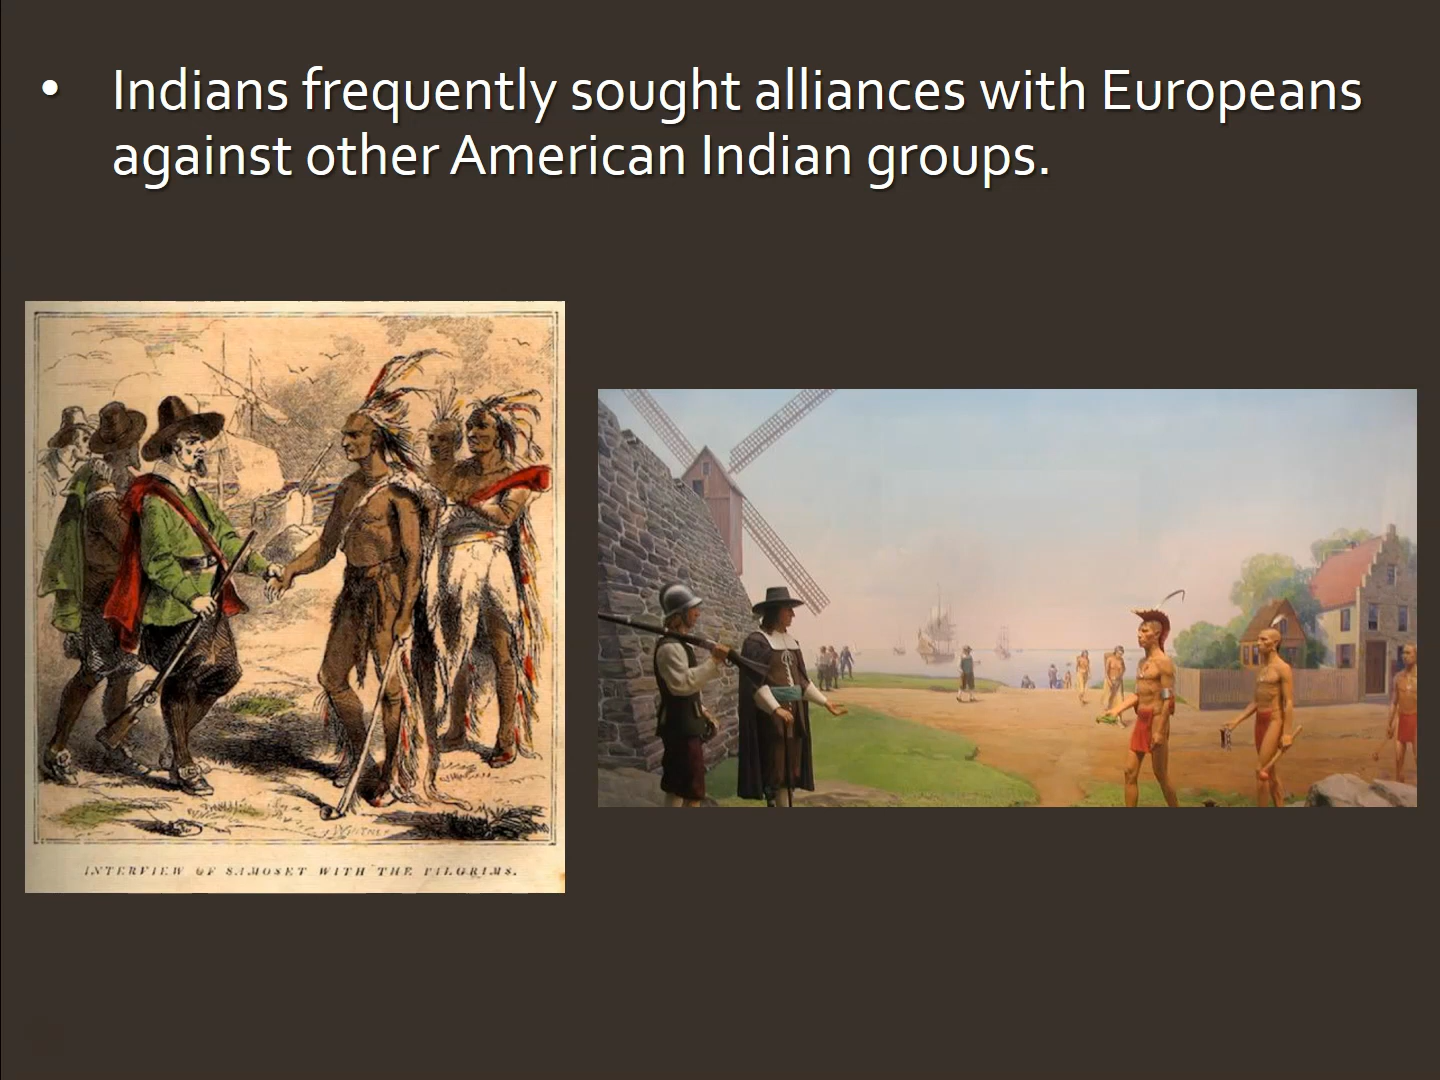 • Indians frequently sought alliances with Europeans
against other American Indian groups.
INTERVIEW OF SAMOSET WITH THE PILGRIMS.